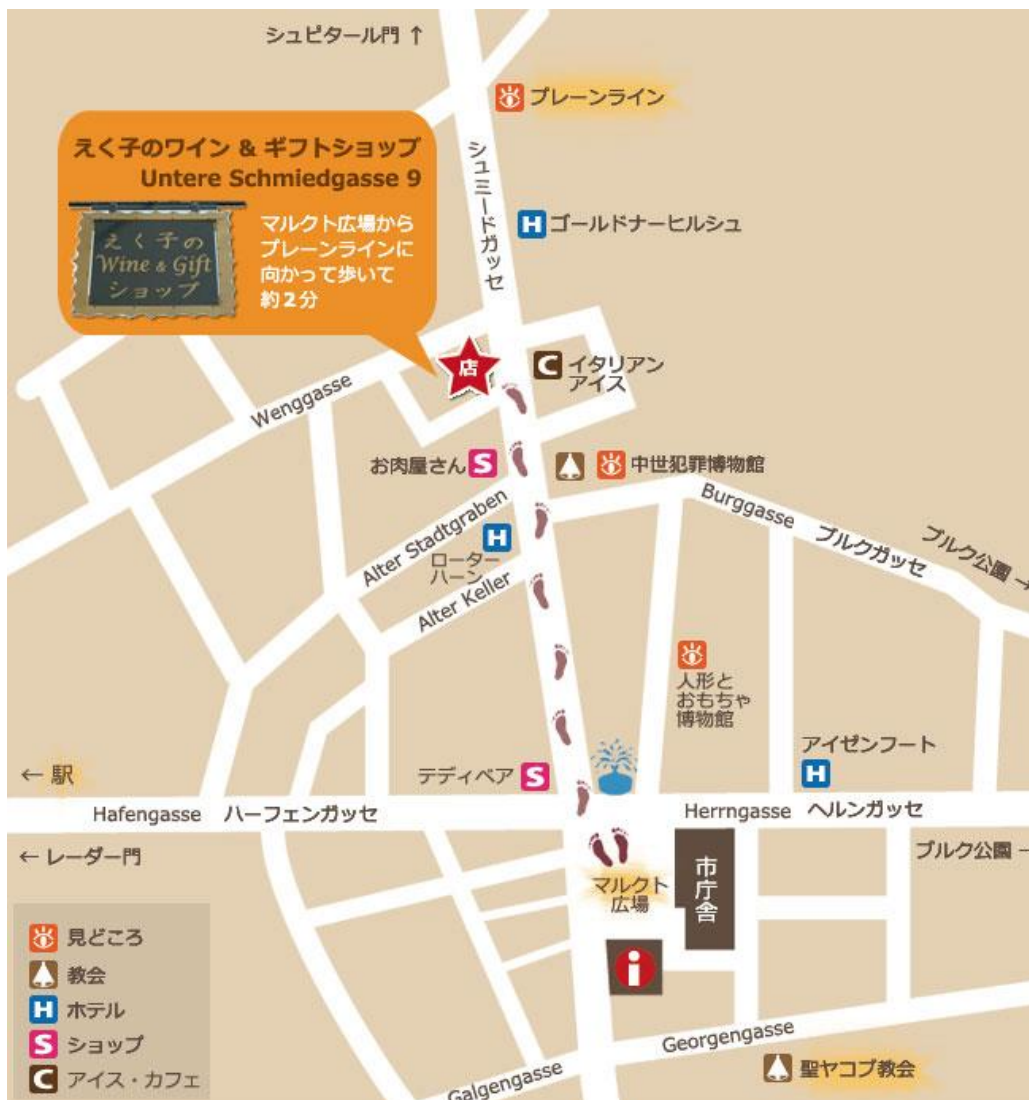 シュピタール門 ↑
プレーンライン
えく子のワイン & ギフトショップ
Untere Schmiedgasse 9
えく子の
Wine & Gift
ショップ
マルクト広場から
プレーンラインに
向かって歩いて
約２分
シュミードガッセ
H ゴールドナーヒルシュ
店
C イタリアン
アイス
Wenggasse
お肉屋さん S
中世犯罪博物館
Burggasse ブルクガッセ
ブルク公園 →
Alter Stadtgraben
H
ローター
ハーン
Alter Keller
人形と
おもちゃ
博物館
アイゼンフート
H
← 駅
テディベア S
Hafengasse ハーフェンガッセ
Herrngasse ヘルンガッセ
← レーダー門
ブルク公園 →
マルクト
広場
市庁舎
i
見どころ
教会
H ホテル
S ショップ
C アイス・カフェ
Georgengasse
Galgengasse
聖ヤコブ教会